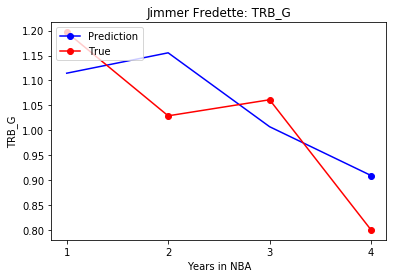 Jimmer Fredette: TRB_G
Prediction
True
1.20
1.15
1.10
1.05
1.00
0.95
0.90
0.85
0.80
TRB_G
1 2 3 4
Years in NBA